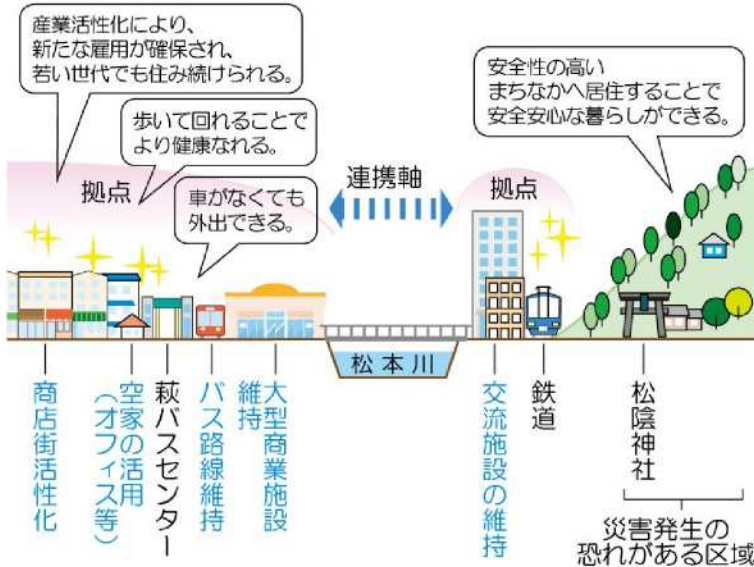 産業活性化により、
新たな雇用が確保され、
若い世代でも住み続けられる。
歩いて回れることで
より健康なれる。
車がなくても
外出できる。
安全性の高い
まちなかへ居住することで
安全安心な暮らしができる。
拠点
連携軸
拠点
松本川
商店街活性化
空家の活用
（オフィス等）
萩バスセンター
バス路線維持
大型商業施設
維持
交流施設の維持
鉄道
松陰神社
災害発生の
恐れがある区域